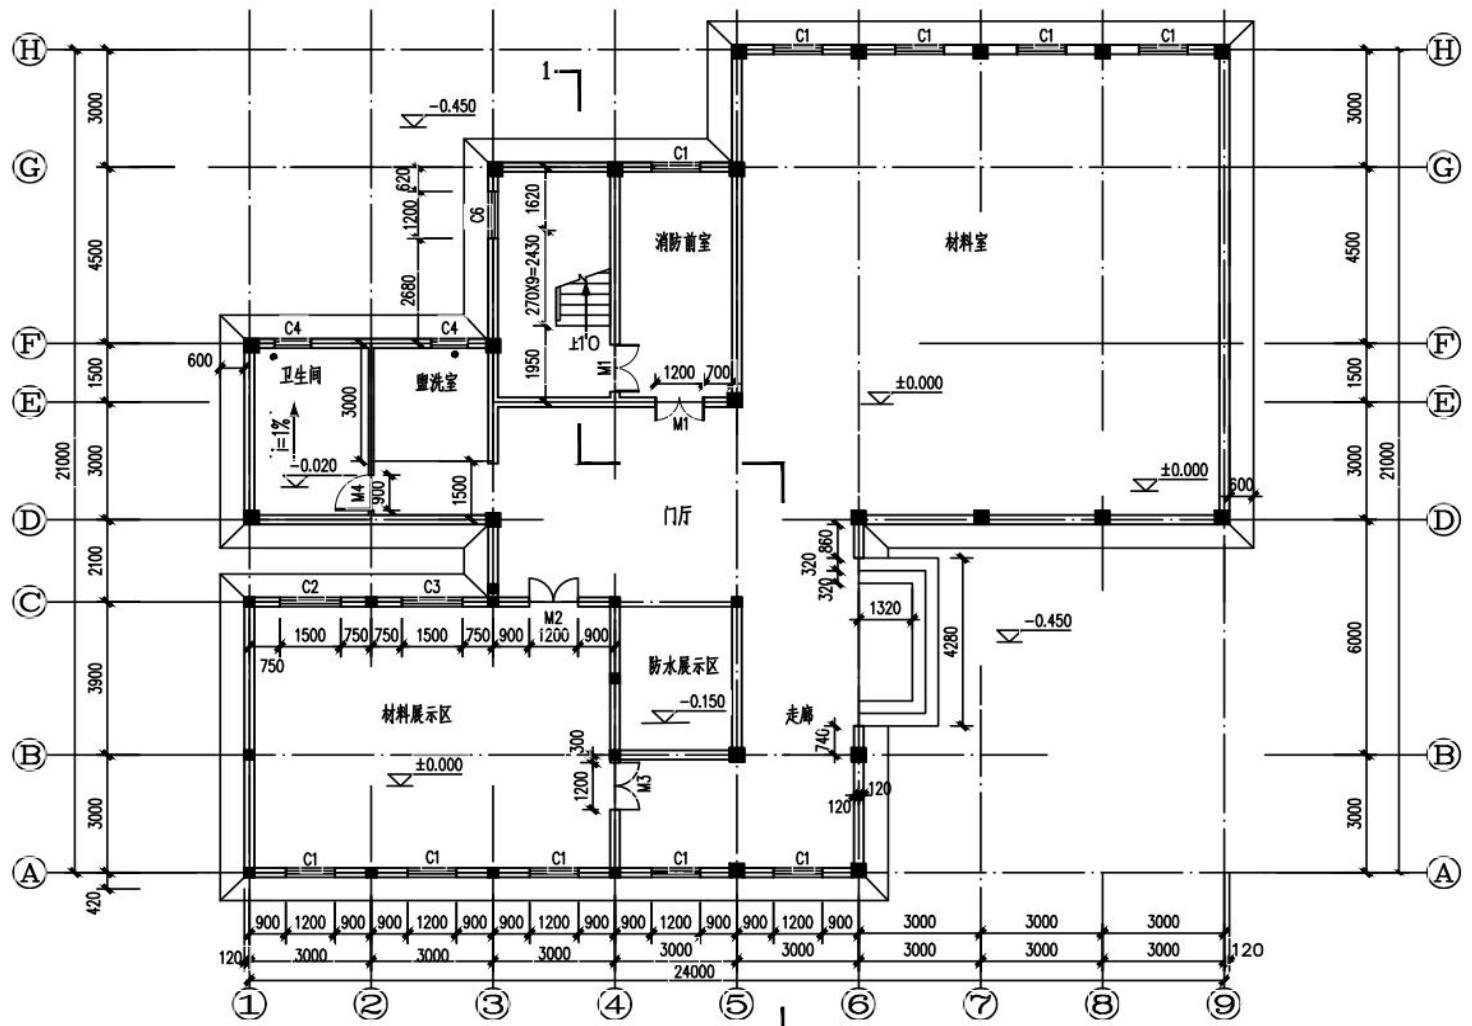 H C1 C1 C1 C1 H
1
-0.450
3000 3000
G C1 G
620
1620
1200 C6
消防前室 材料室
4500 270X9=2430 4500
2680
F C4 C4 F
600 上10
卫生间 盥洗室
1500 1950 M1 1200 700 ±0.000 1500
E 3000 M1 E
i=1%
21000 3000 -0.020 ±0.000 3000 21000
M4 900 1500 600
D 门厅 D
860
2100 320
C2 C3 320
C M2 1320 C
1500 750 750 1500 750 900 1200 900
750 -0.450
4280
防水展示区
3900 6000
材料展示区 -0.150 走廊
300 740
B ±0.000 B
1200 M3 120
120
3000 3000
C1 C1 C1 C1 C1
A A
420
900 1200 900 900 1200 900 900 1200 900 900 1200 900 900 1200 900 3000 3000 3000
120 3000 3000 3000 3000 3000 3000 3000 3000 120
24000
1 2 3 4 5 6 7 8 9